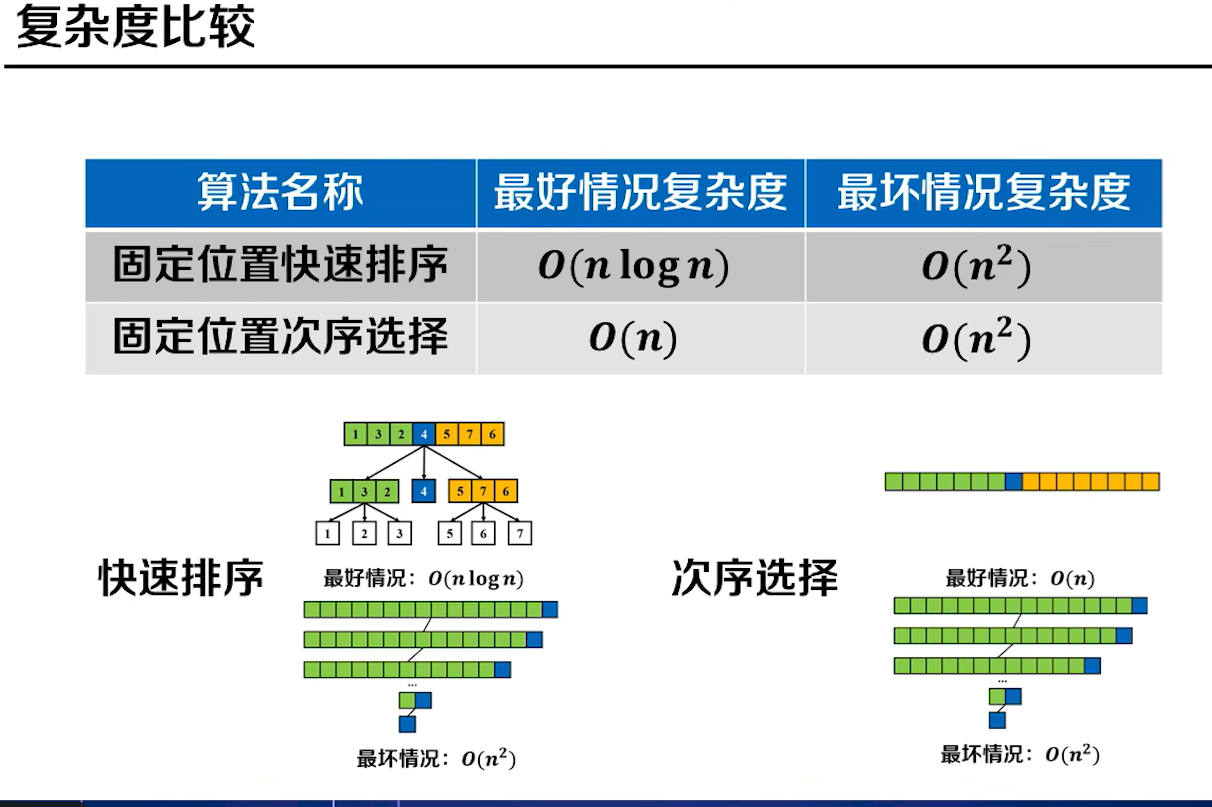 复杂度比较
算法名称 最好情况复杂度 最坏情况复杂度
固定位置快速排序 O(n log n) O(n²)
固定位置次序选择 O(n) O(n²)
1 3 2 4 5 7 6
1 3 2 4 5 7 6
1 2 3 5 6 7
快速排序
最好情况：O(n log n)
...
最坏情况：O(n²)
次序选择
最好情况：O(n)
...
最坏情况：O(n²)